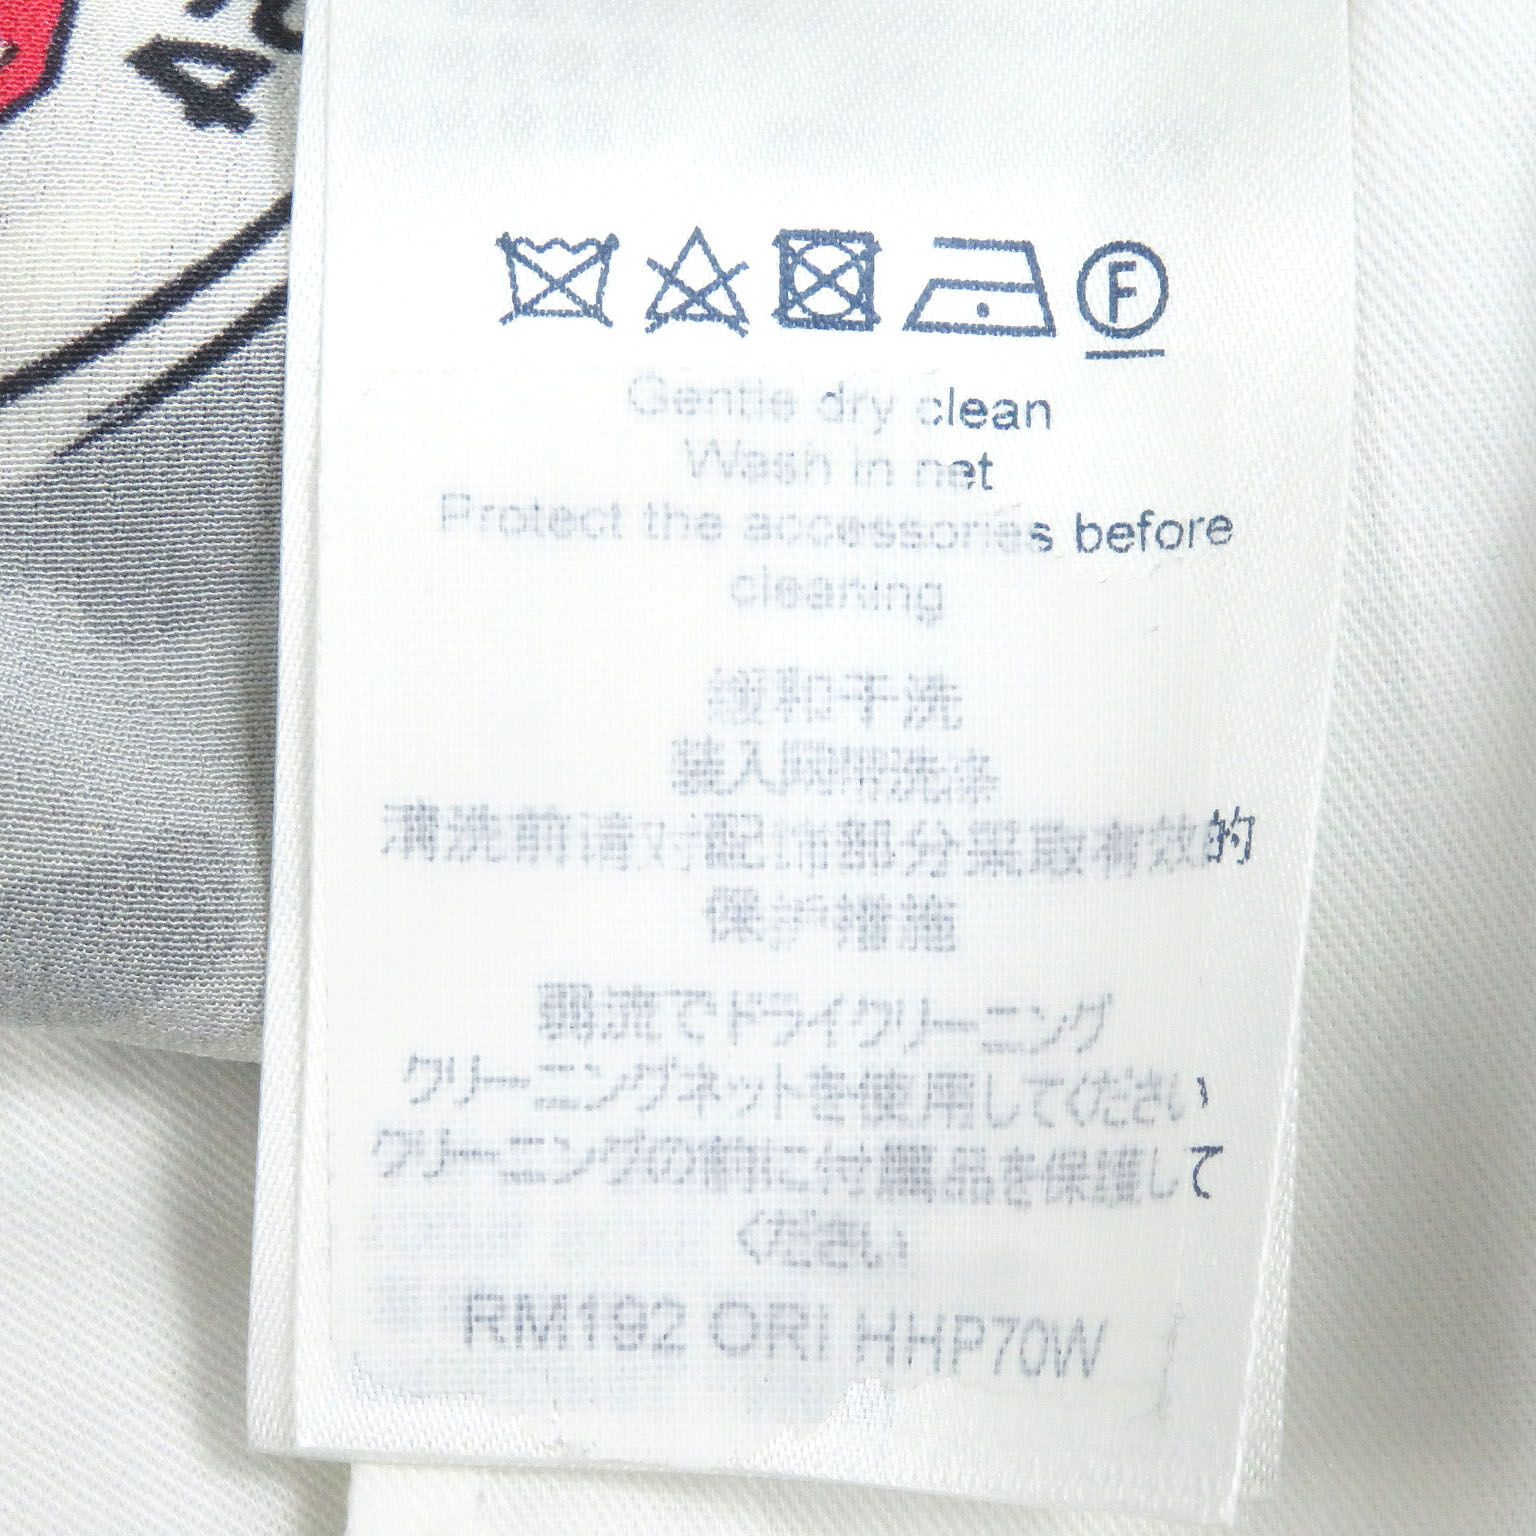 F
Gentle dry clean
Wash in net
Protect the accessories before
cleaning
缓和干洗
装入网带洗涤
清洗前请对配饰部分采取有效的
保护措施
弱流でドライクリーニング
クリーニングネットを使用してください
クリーニングの前に付属品を保護して
ください
RM192 ORI HHP70W